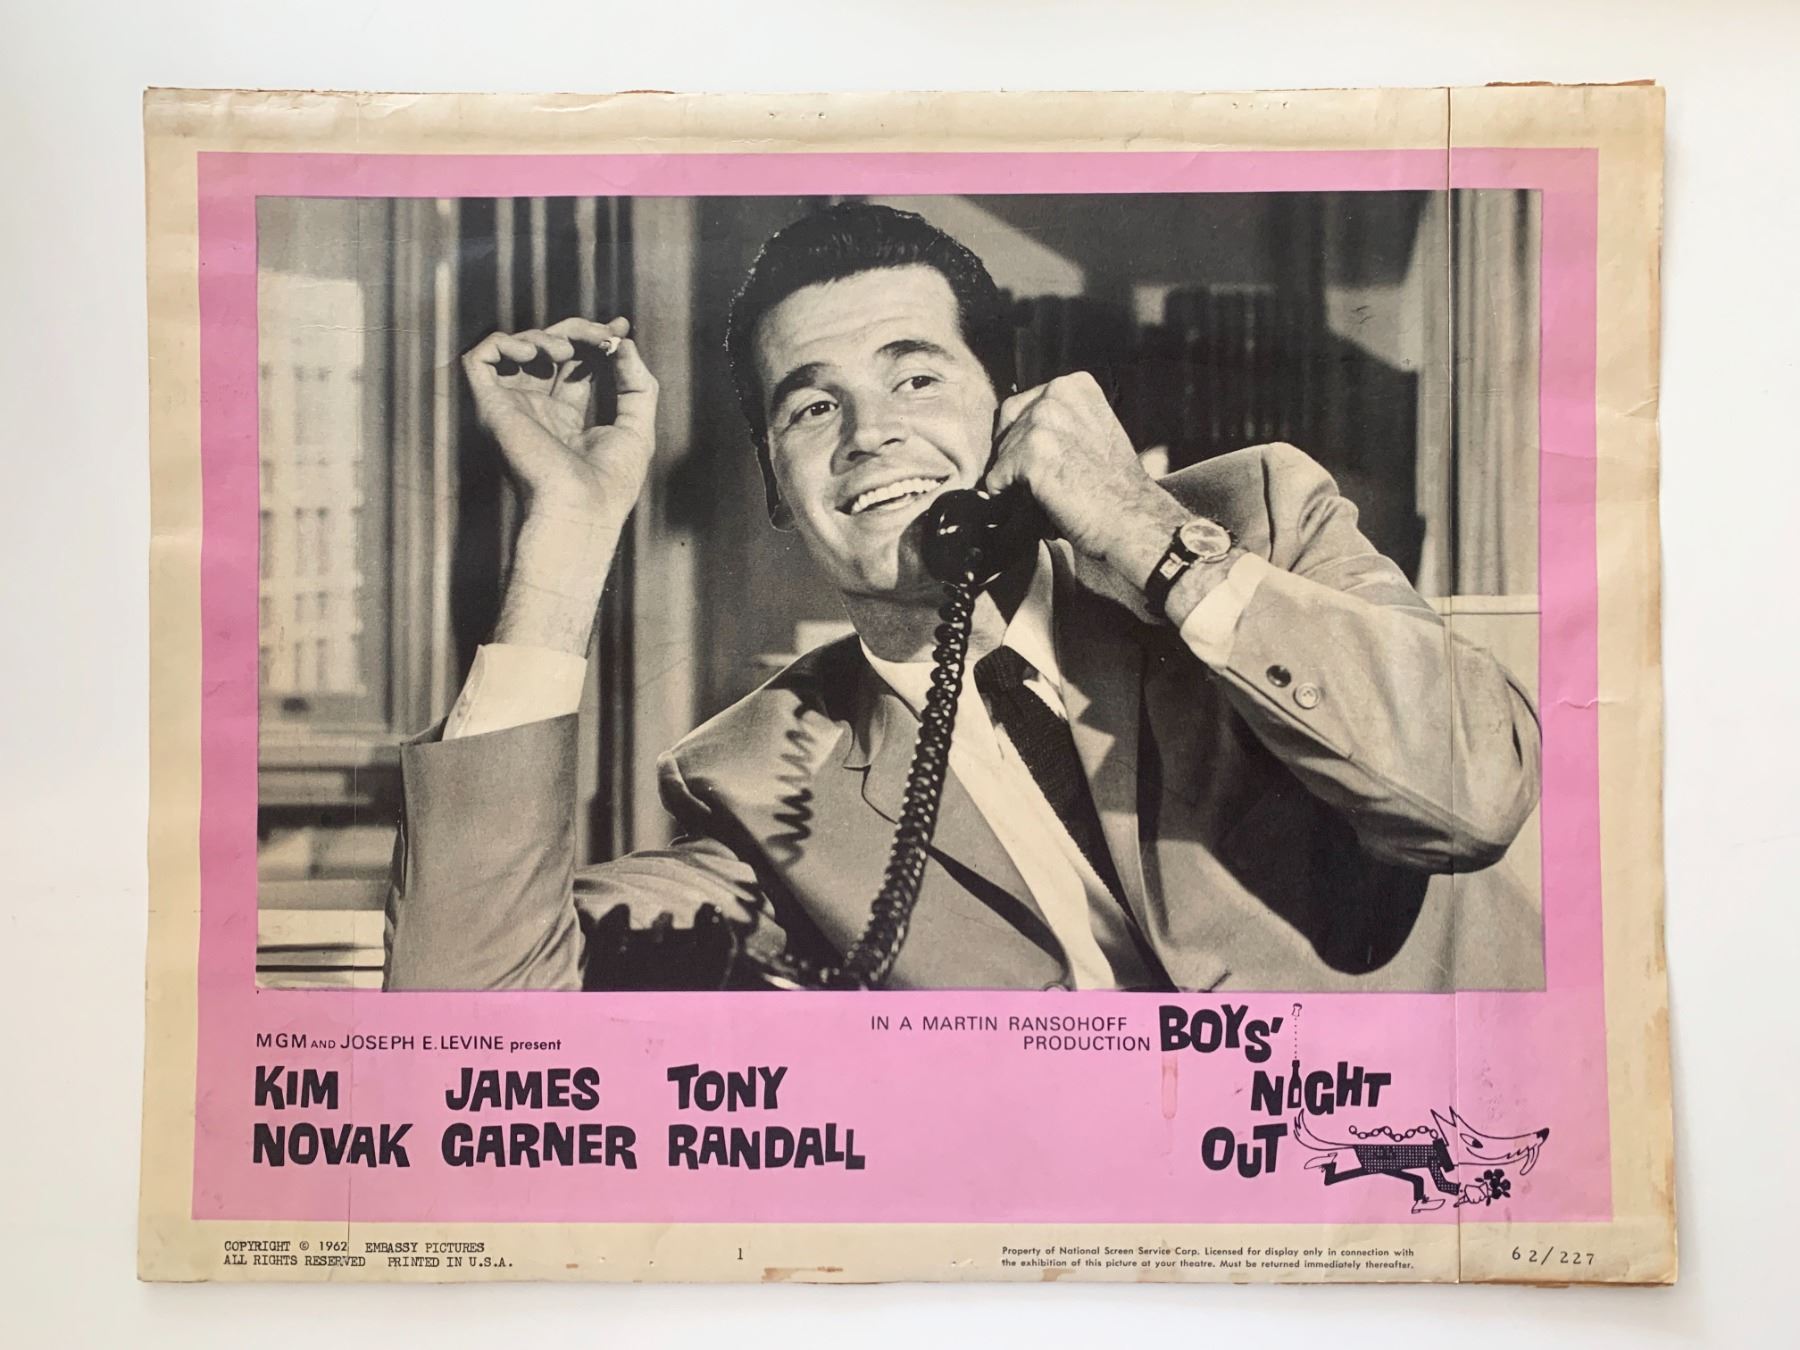 MGM AND JOSEPH E. LEVINE present
KIM JAMES TONY
NOVAK GARNER RANDALL
IN A MARTIN RANSOHOFF
PRODUCTION
BOYS'
NIGHT
OUT
COPYRIGHT © 1962 EMBASSY PICTURES
ALL RIGHTS RESERVED PRINTED IN U.S.A.
1
Property of National Screen Service Corp. Licensed for display only in connection with
the exhibition of this picture at your theatre. Must be returned immediately thereafter.
62/227